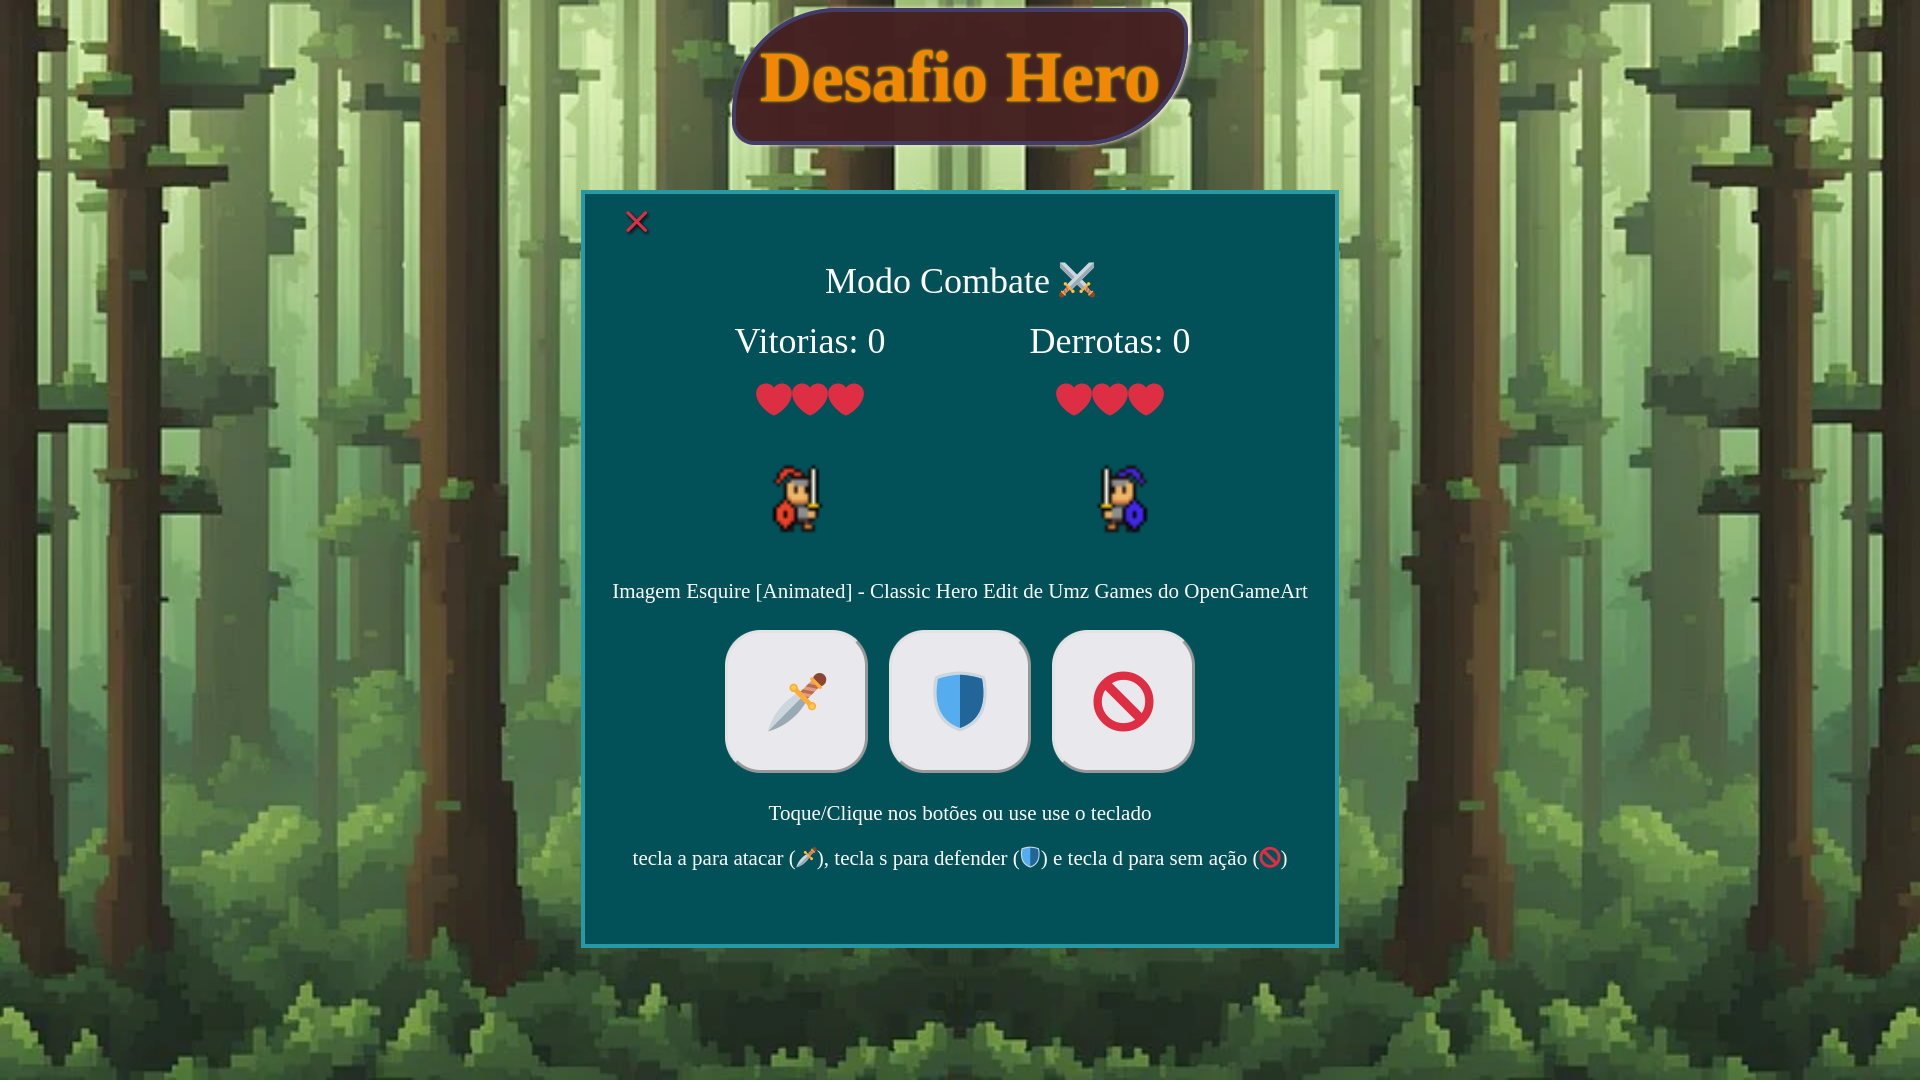 Desafio Hero
Modo Combate ⚔️
Vitorias: 0
Derrotas: 0
Imagem Esquire [Animated] - Classic Hero Edit de Umz Games do OpenGameArt
Toque/Clique nos botões ou use use o teclado
tecla a para atacar (🗡️), tecla s para defender (🛡️) e tecla d para sem ação (🚫)